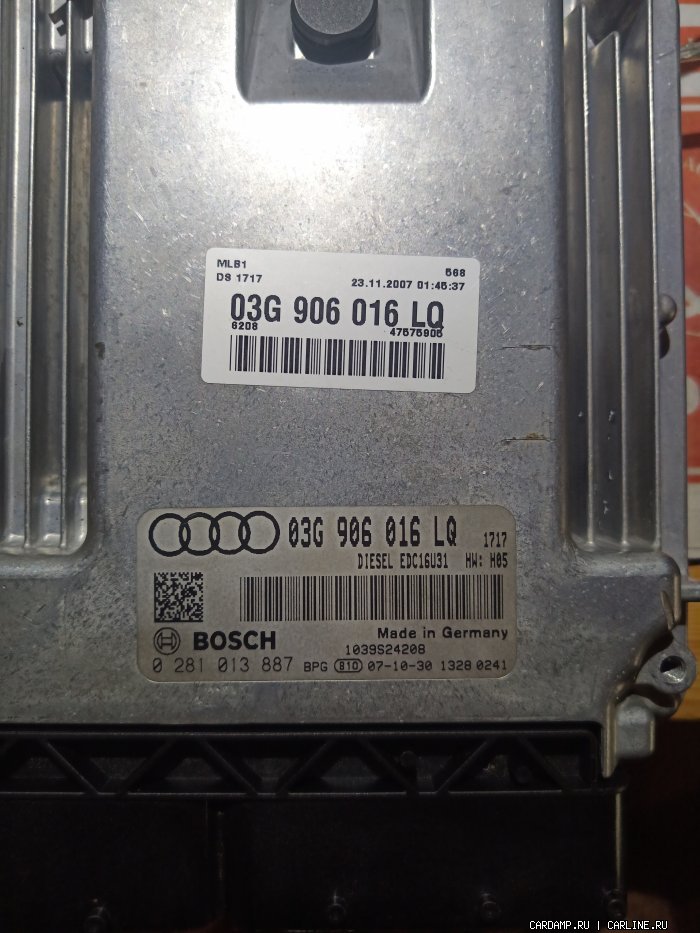 MLB1 568
DS 1717 23.11.2007 01:45:37
03G 906 016 LQ
6208 47575905
03G 906 016 LQ 1717
DIESEL EDC16U31 HW: H05
BOSCH Made in Germany
1039S24208
0 281 013 887 BPG B10 07-10-30 1328 0241
CARDAMP.RU | CARLINE.RU